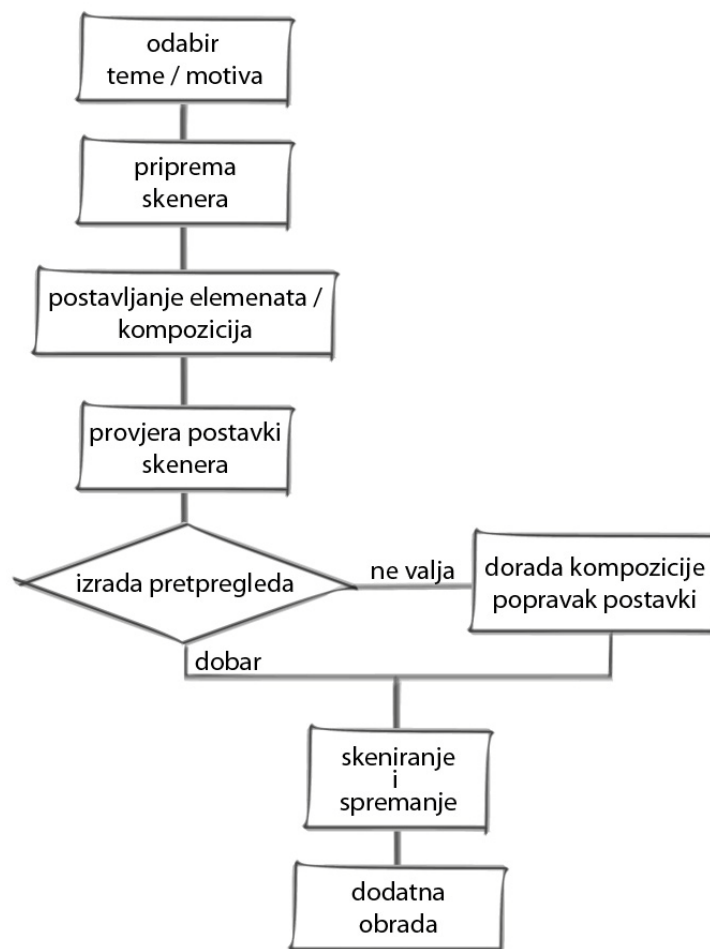 odabir
teme / motiva
priprema
skenera
postavljanje elemenata /
kompozicija
provjera postavki
skenera
izrada pretpregleda
ne valja
dorada kompozicije
popravak postavki
dobar
skeniranje
i
spremanje
dodatna
obrada